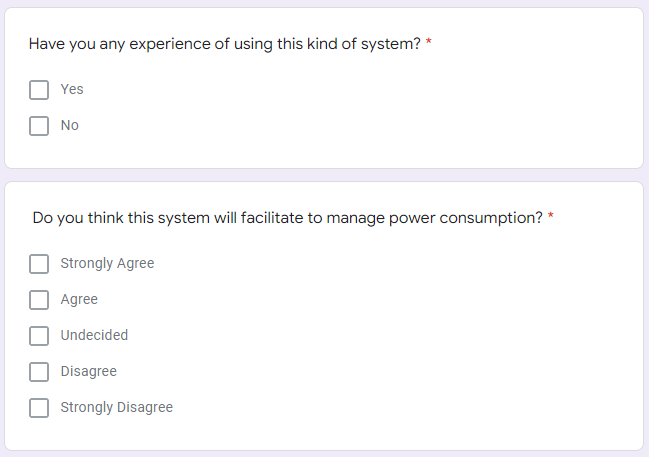 Have you any experience of using this kind of system? *
Yes
No
Do you think this system will facilitate to manage power consumption? *
Strongly Agree
Agree
Undecided
Disagree
Strongly Disagree